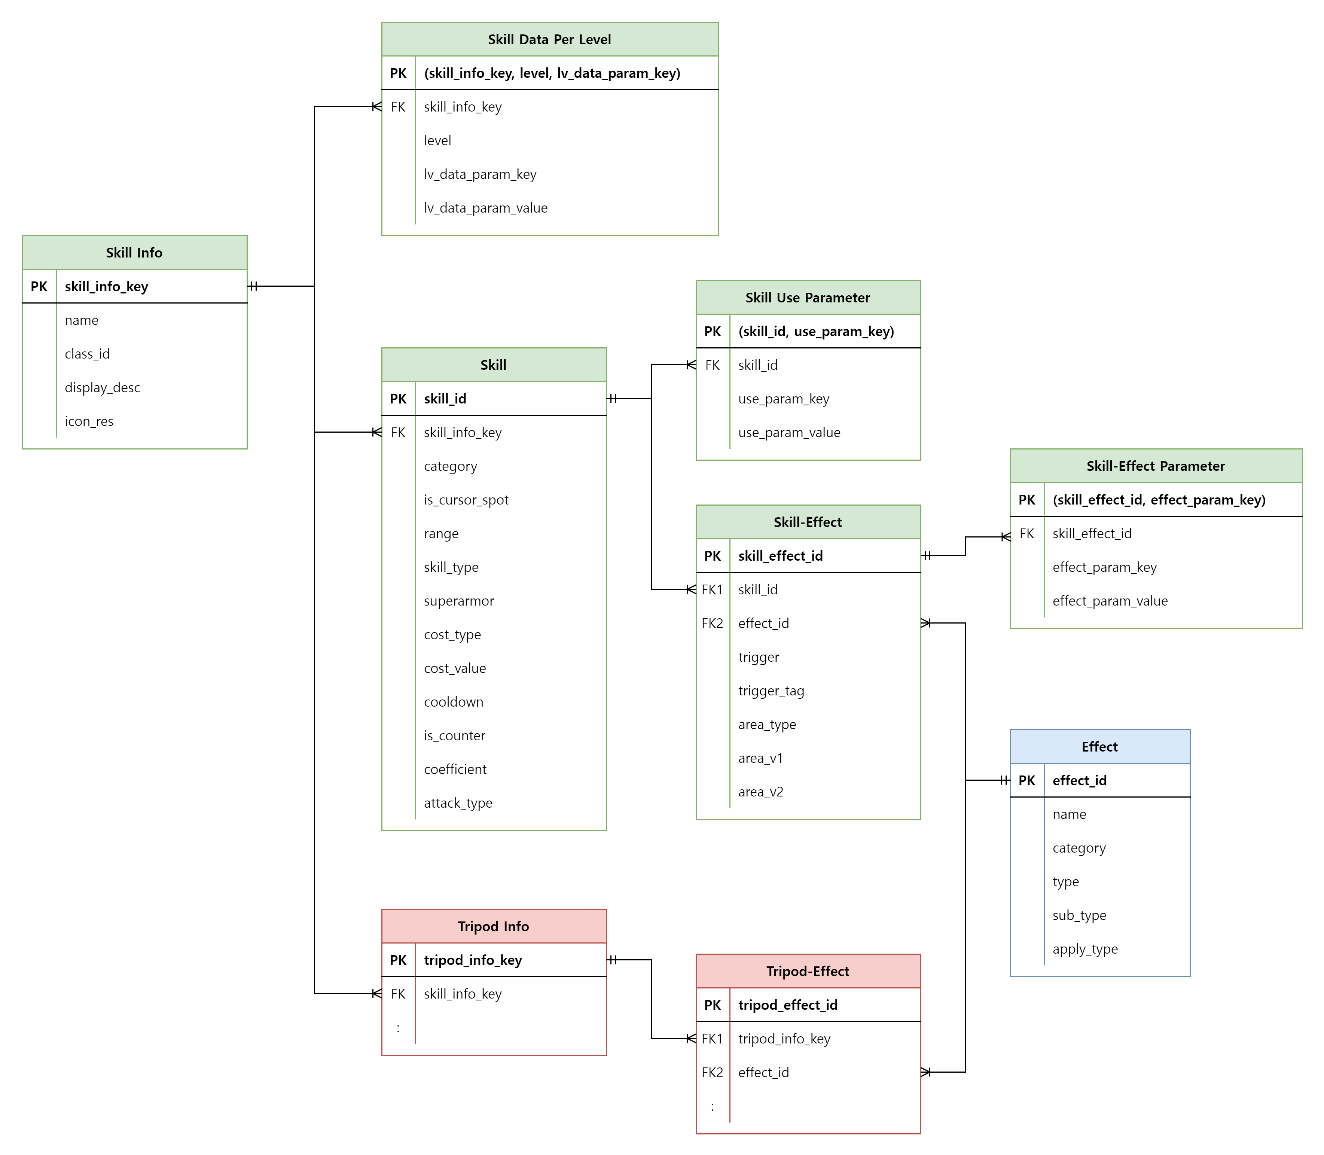 Skill Data Per Level
PK (skill_info_key, level, lv_data_param_key)
FK skill_info_key
level
lv_data_param_key
lv_data_param_value
Skill Info
PK skill_info_key
name
class_id
display_desc
icon_res
Skill Use Parameter
PK (skill_id, use_param_key)
FK skill_id
use_param_key
use_param_value
Skill
PK skill_id
FK skill_info_key
category
is_cursor_spot
range
skill_type
superarmor
cost_type
cost_value
cooldown
is_counter
coefficient
attack_type
Skill-Effect Parameter
PK (skill_effect_id, effect_param_key)
FK skill_effect_id
effect_param_key
effect_param_value
Skill-Effect
PK skill_effect_id
FK1 skill_id
FK2 effect_id
trigger
trigger_tag
area_type
area_v1
area_v2
Effect
PK effect_id
name
category
type
sub_type
apply_type
Tripod Info
PK tripod_info_key
FK skill_info_key
:
Tripod-Effect
PK tripod_effect_id
FK1 tripod_info_key
FK2 effect_id
: